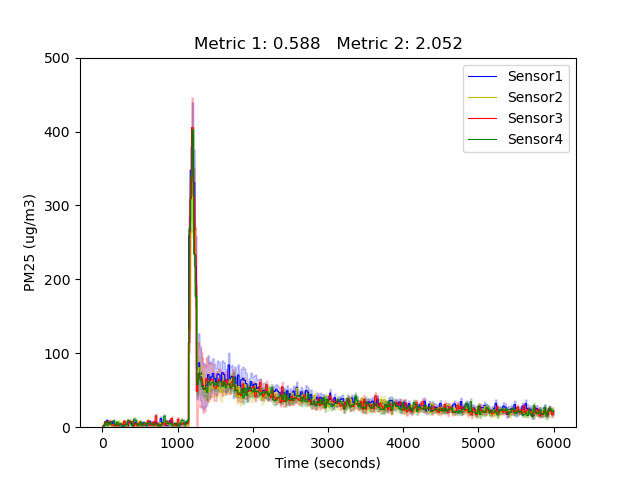 Metric 1: 0.588   Metric 2: 2.052
500
400
300
200
100
0
PM25 (ug/m3)
Sensor1
Sensor2
Sensor3
Sensor4
0 1000 2000 3000 4000 5000 6000
Time (seconds)